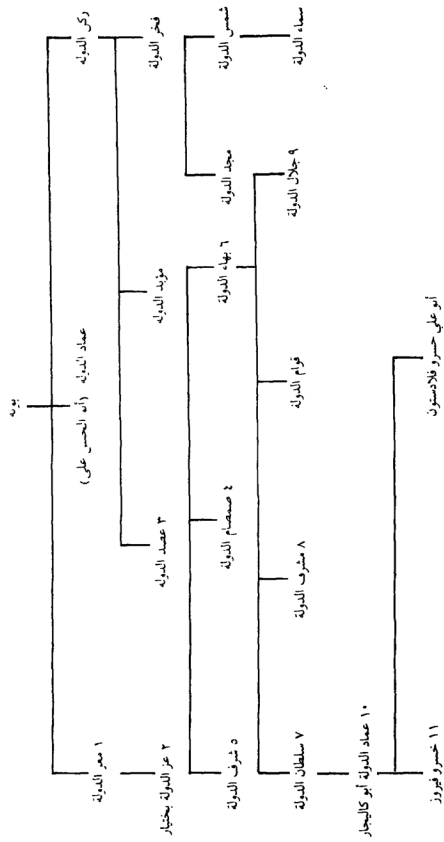 بويه
ركن الدولة
عماد الدولة (أبو الحسن على)
١ معز الدولة
فخر الدولة
مؤيد الدولة
٣ عضد الدولة
٢ عز الدولة بختيار
شمس الدولة
مجد الدولة
٦ بهاء الدولة
٤ صمصام الدولة
٥ شرف الدولة
سماء الدولة
٩ جلال الدولة
قوام الدولة
٨ مشرف الدولة
٧ سلطان الدولة
١٠ عماد الدولة أبو كاليجار
أبو علي خسرو فلادستون
١١ خسرو فيروز